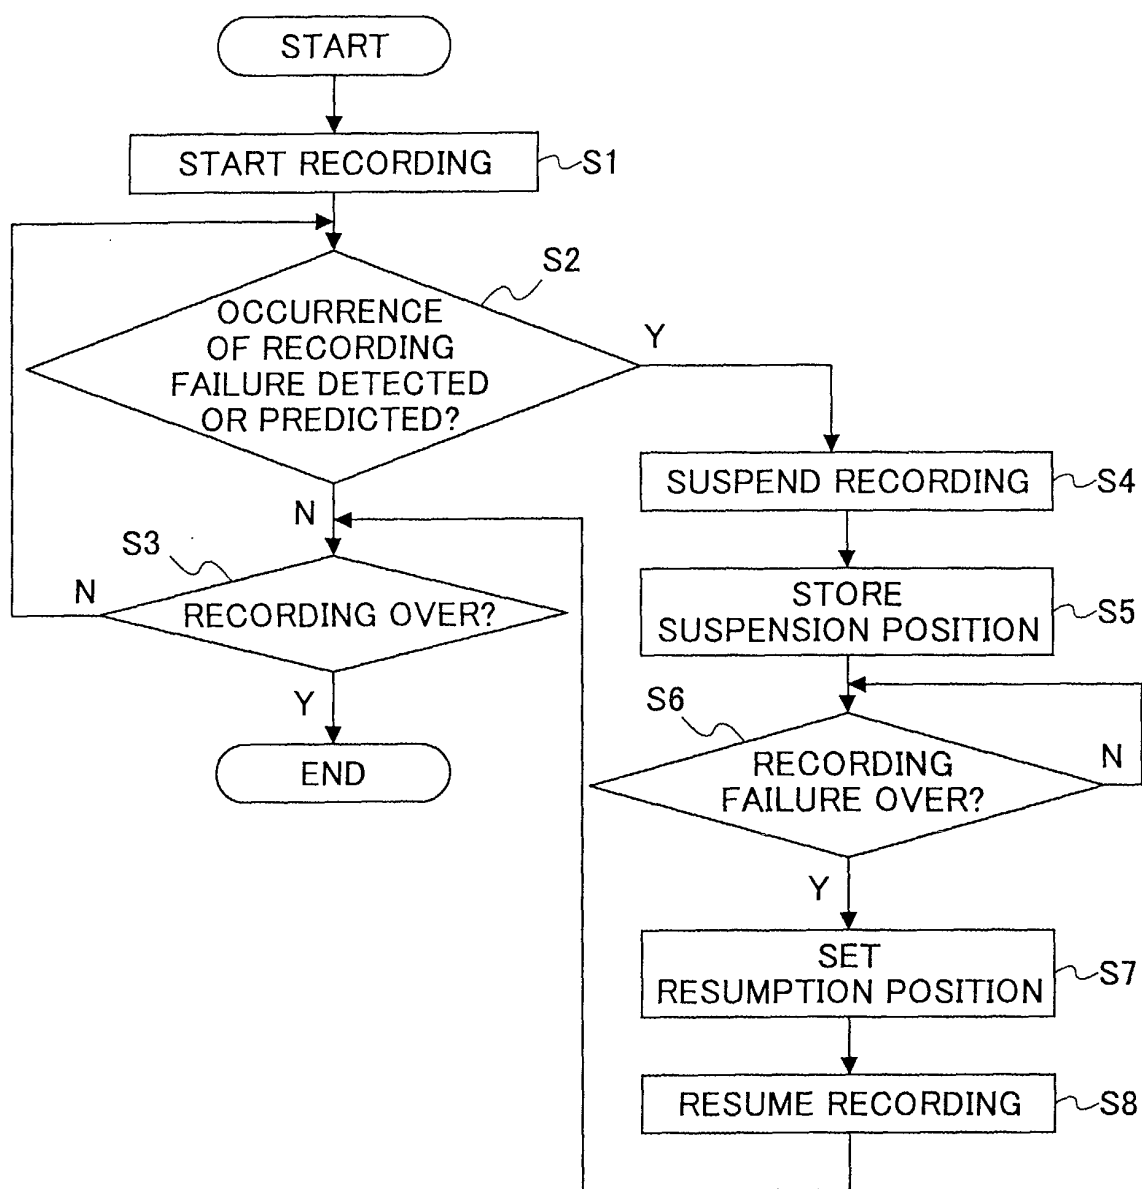 START
START RECORDING
S1
S2
OCCURRENCE
OF RECORDING
FAILURE DETECTED
OR PREDICTED?
Y
N
SUSPEND RECORDING
S4
S3
N
RECORDING OVER?
Y
END
STORE
SUSPENSION POSITION
S5
S6
RECORDING
FAILURE OVER?
N
Y
SET
RESUMPTION POSITION
S7
RESUME RECORDING
S8